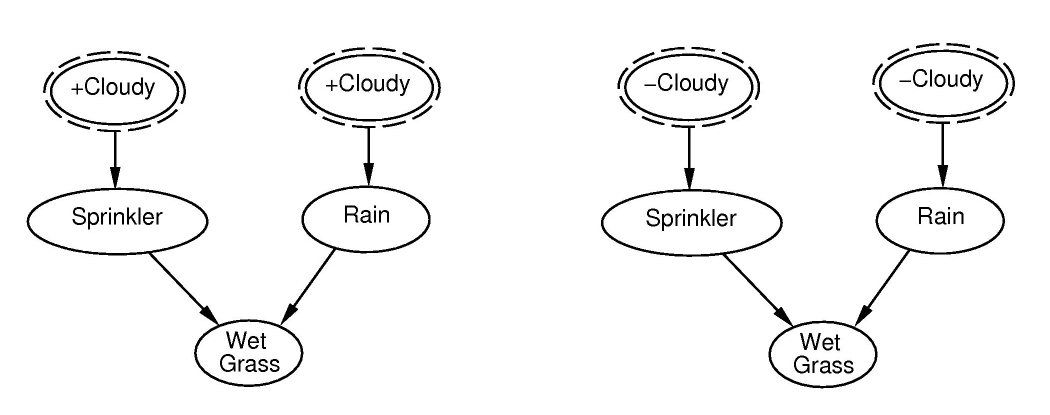 +Cloudy
+Cloudy
−Cloudy
−Cloudy
Sprinkler
Rain
Sprinkler
Rain
Wet
Grass
Wet
Grass